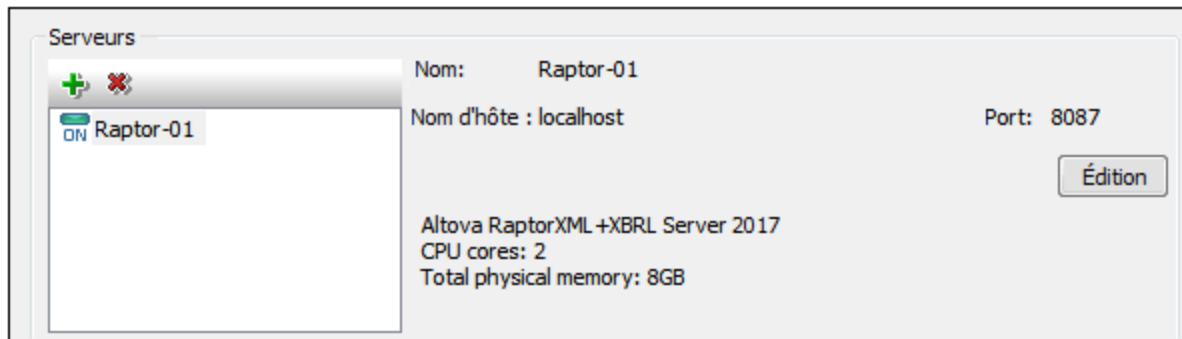 Serveurs
Nom: Raptor-01
ON Raptor-01
Nom d'hôte : localhost Port: 8087
Édition
Altova RaptorXML+XBRL Server 2017
CPU cores: 2
Total physical memory: 8GB